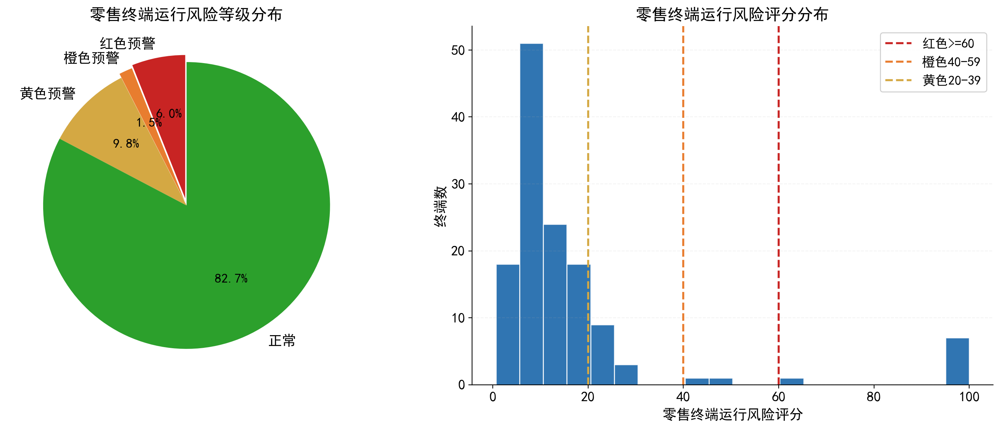 零售终端运行风险等级分布
红色预警
橙色预警
黄色预警
6.0%
1.5%
9.8%
82.7%
正常
零售终端运行风险评分分布
红色>=60
橙色40-59
黄色20-39
终端数
50
40
30
20
10
0
0 20 40 60 80 100
零售终端运行风险评分